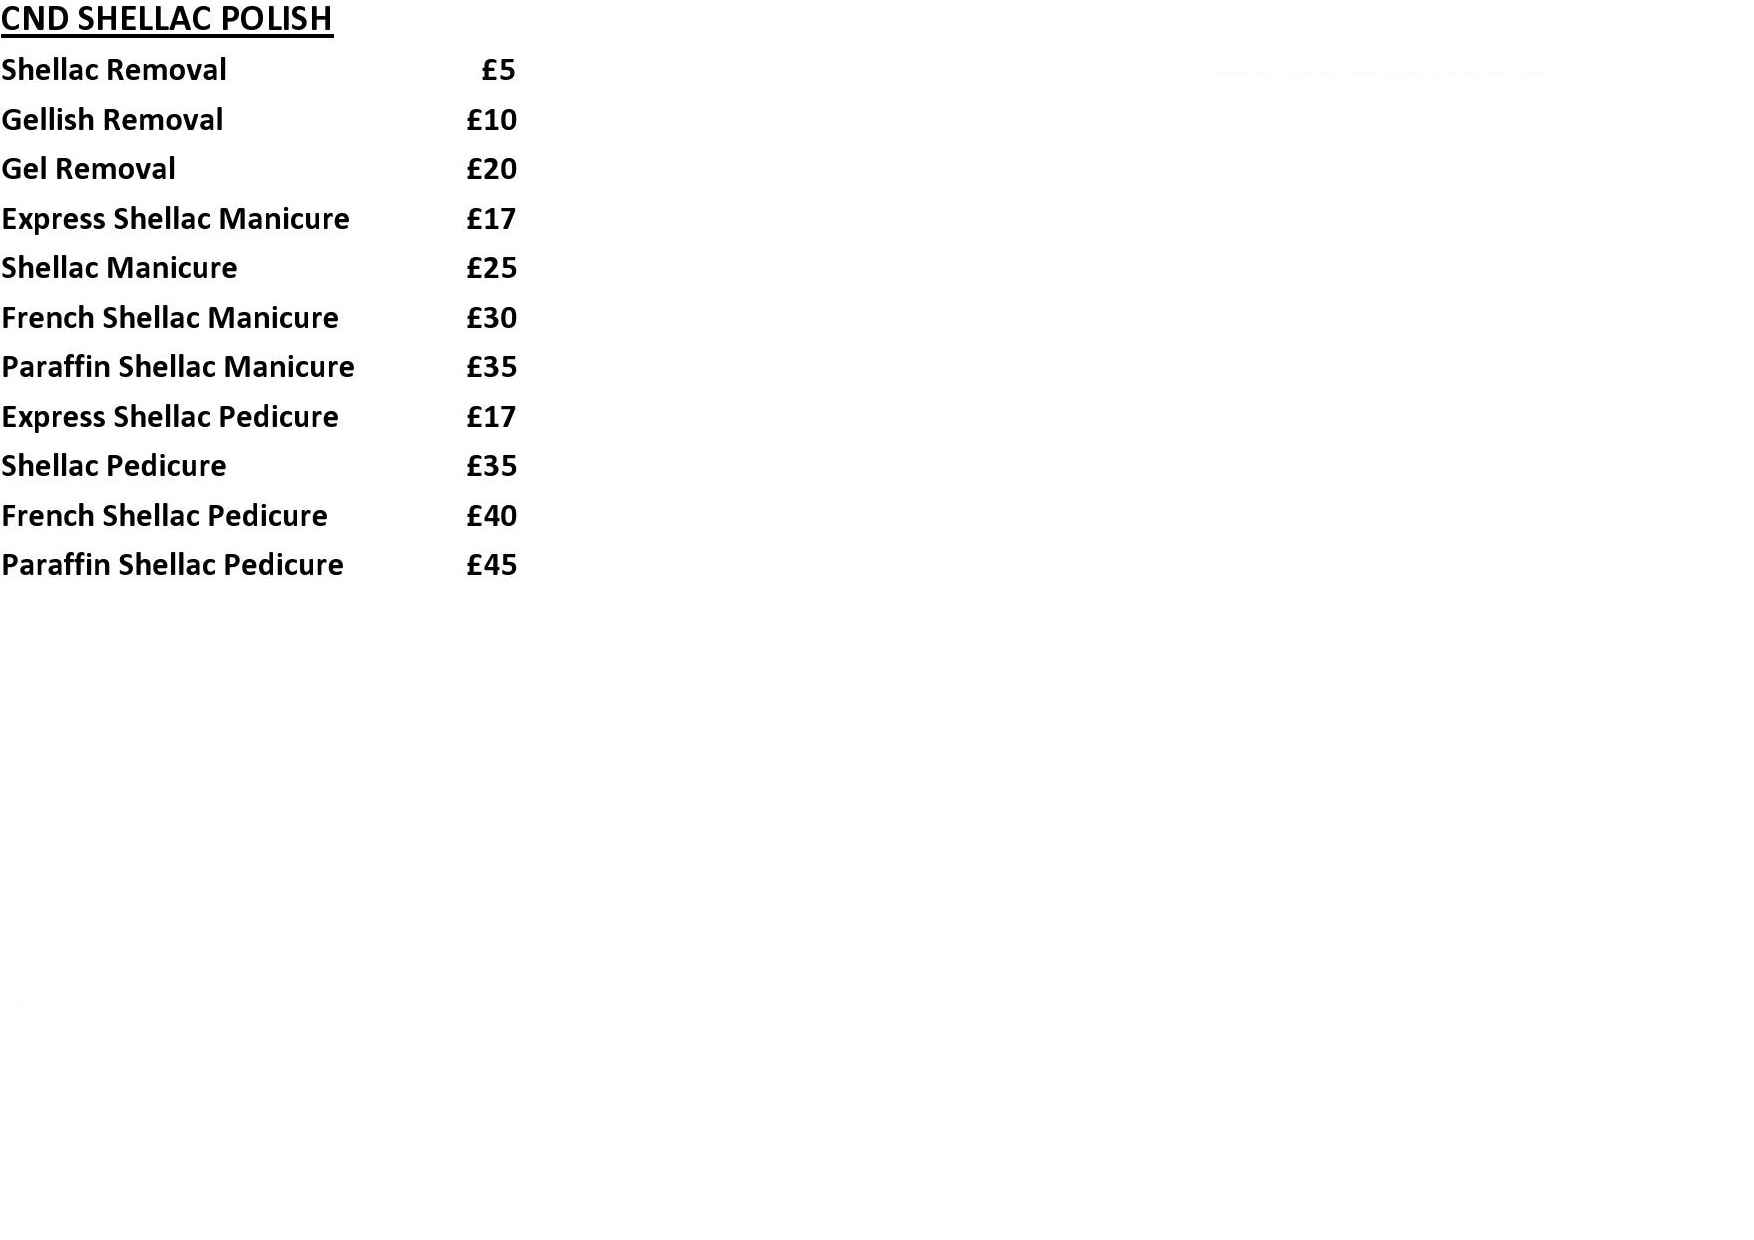 CND SHELLAC POLISH
Shellac Removal £5
Gellish Removal £10
Gel Removal £20
Express Shellac Manicure £17
Shellac Manicure £25
French Shellac Manicure £30
Paraffin Shellac Manicure £35
Express Shellac Pedicure £17
Shellac Pedicure £35
French Shellac Pedicure £40
Paraffin Shellac Pedicure £45